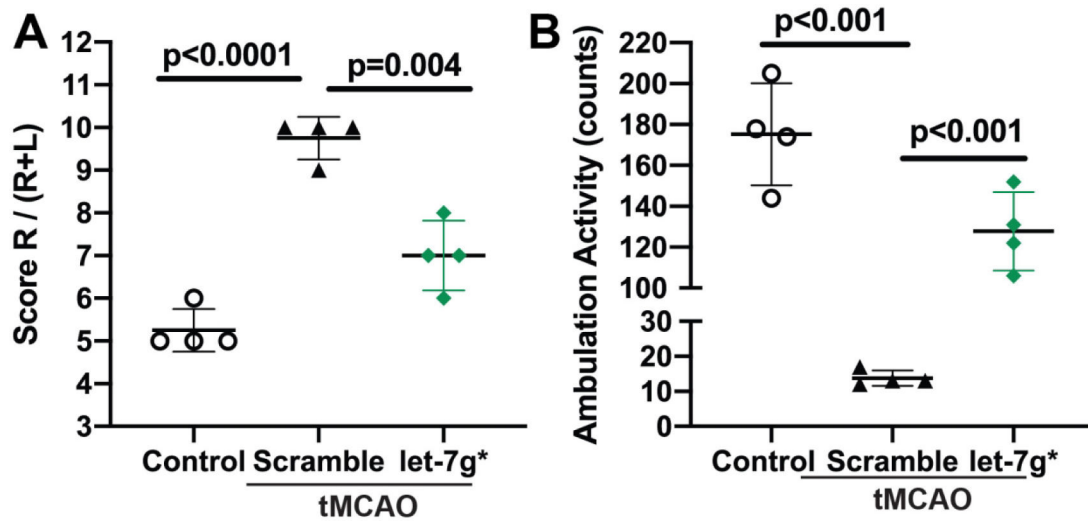 A
Score R / (R+L)
12
11
10
9
8
7
6
5
4
3
p<0.0001
p=0.004
Control Scramble let-7g*
tMCAO
B
Ambulation Activity (counts)
220
200
180
160
140
120
100
30
20
10
0
p<0.001
p<0.001
Control Scramble let-7g*
tMCAO